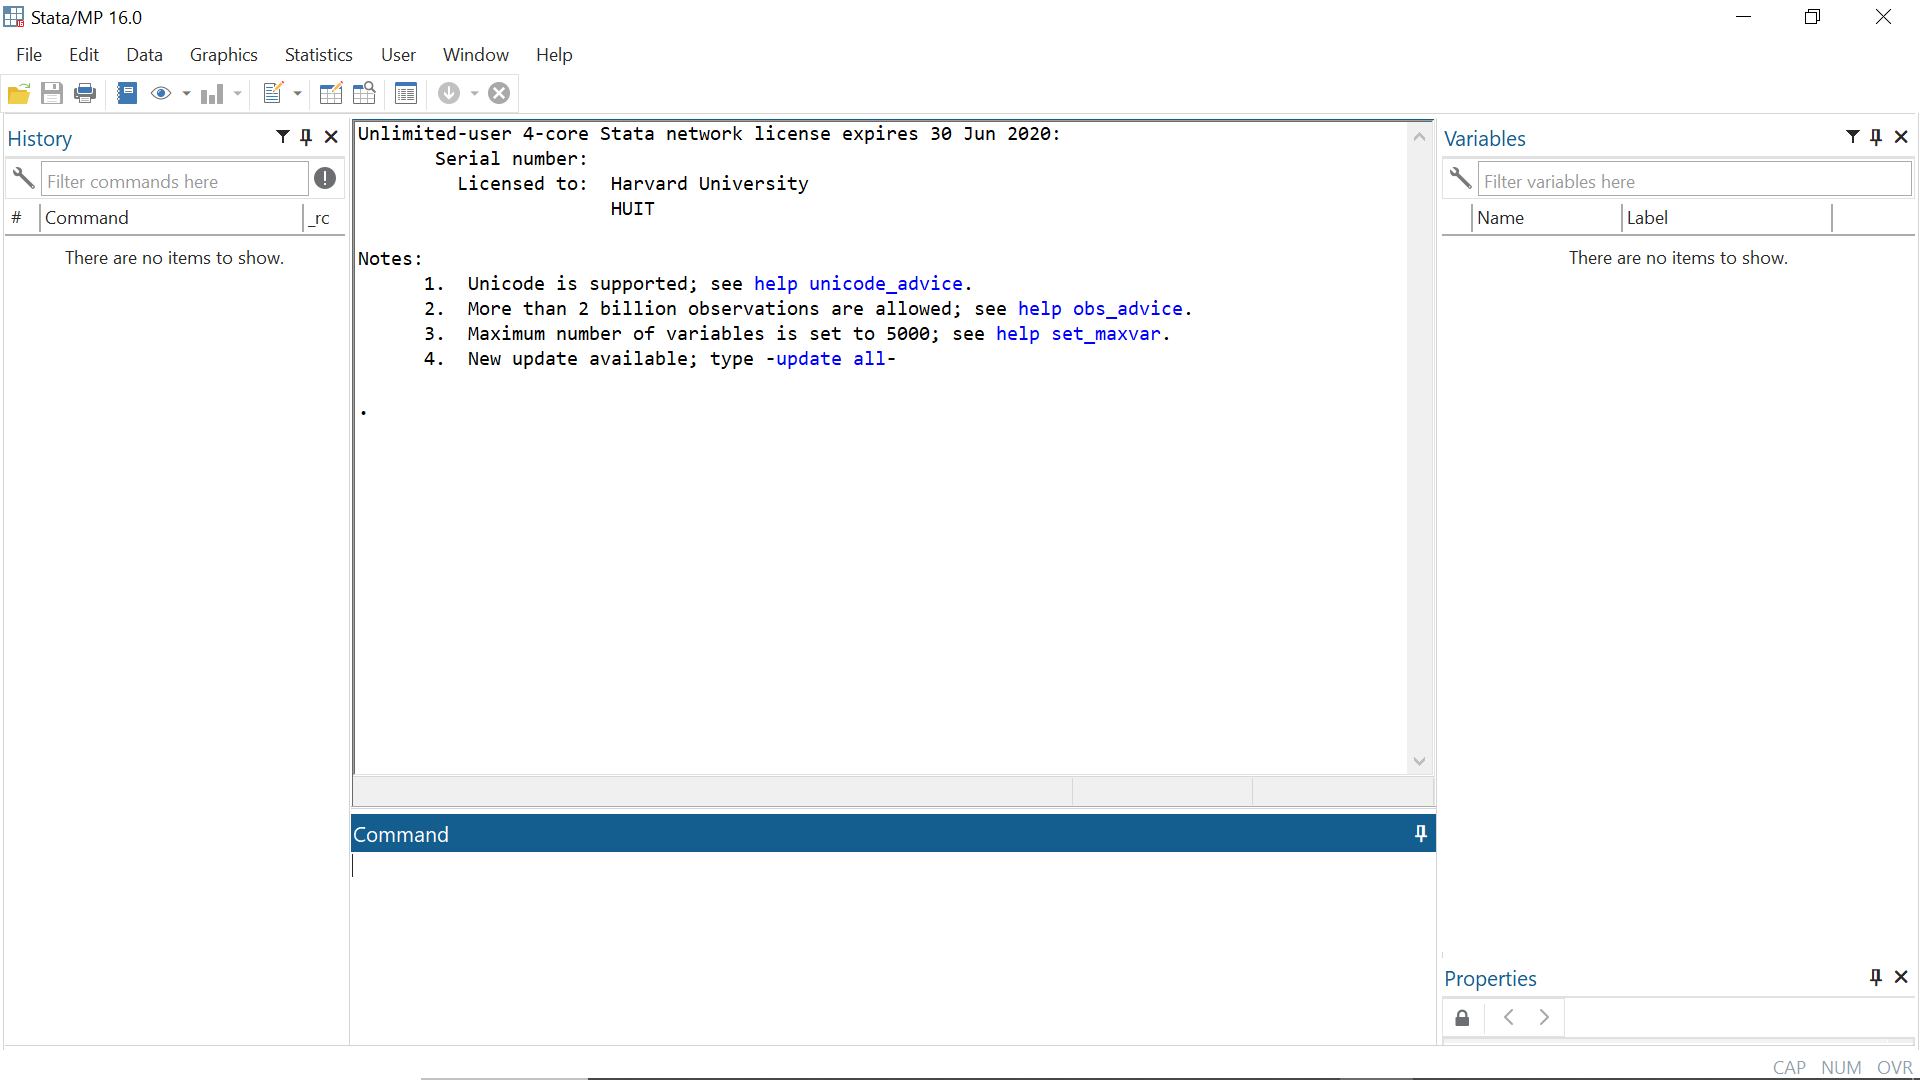 Stata/MP 16.0
File Edit Data Graphics Statistics User Window Help
History
Filter commands here
# Command _rc
There are no items to show.
Unlimited-user 4-core Stata network license expires 30 Jun 2020:
Serial number:
Licensed to: Harvard University
HUIT
Notes:
1. Unicode is supported; see help unicode_advice.
2. More than 2 billion observations are allowed; see help obs_advice.
3. Maximum number of variables is set to 5000; see help set_maxvar.
4. New update available; type -update all-
.
Command
Variables
Filter variables here
Name Label
There are no items to show.
Properties
CAP NUM OVR